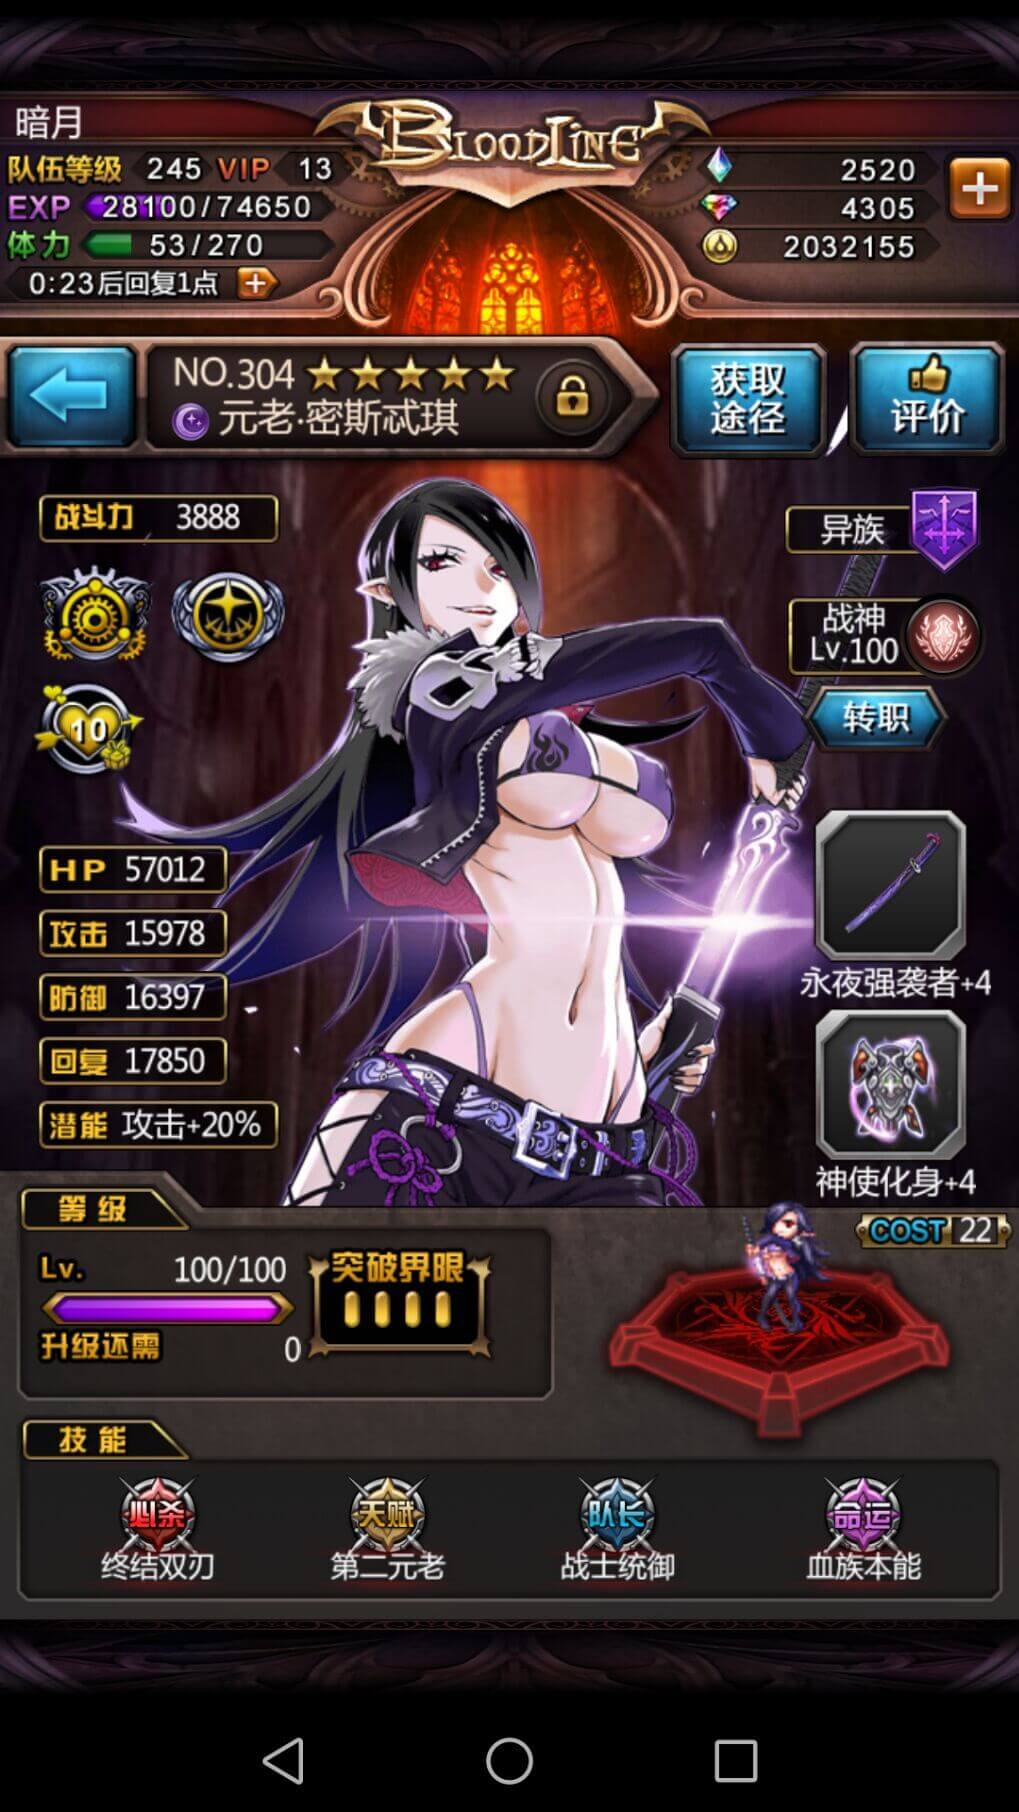 暗月
BLOODLINE
队伍等级 245 VIP 13
2520
EXP 28100/74650
4305
体力 53/270
2032155
0:23后回复1点
NO.304
元老·密斯忒琪
获取
途径
评价
战斗力 3888
异族
战神
Lv.100
转职
10
HP 57012
攻击 15978
防御 16397
回复 17850
潜能 攻击+20%
永夜强袭者+4
神使化身+4
等级
COST 22
Lv. 100/100
突破界限
升级还需 0
技能
必杀
天赋
队长
命运
终结双刃
第二元老
战士统御
血族本能